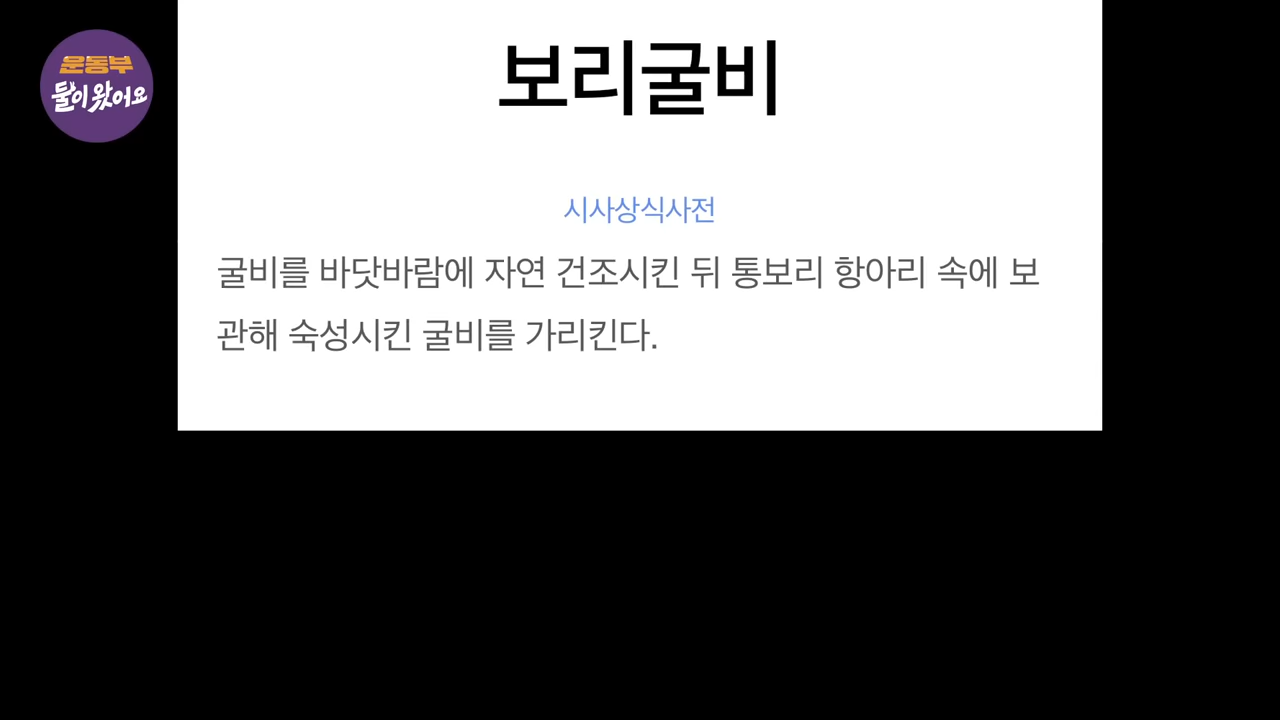 운동부
둘이 왔어요
보리굴비
시사상식사전
굴비를 바닷바람에 자연 건조시킨 뒤 통보리 항아리 속에 보
관해 숙성시킨 굴비를 가리킨다.